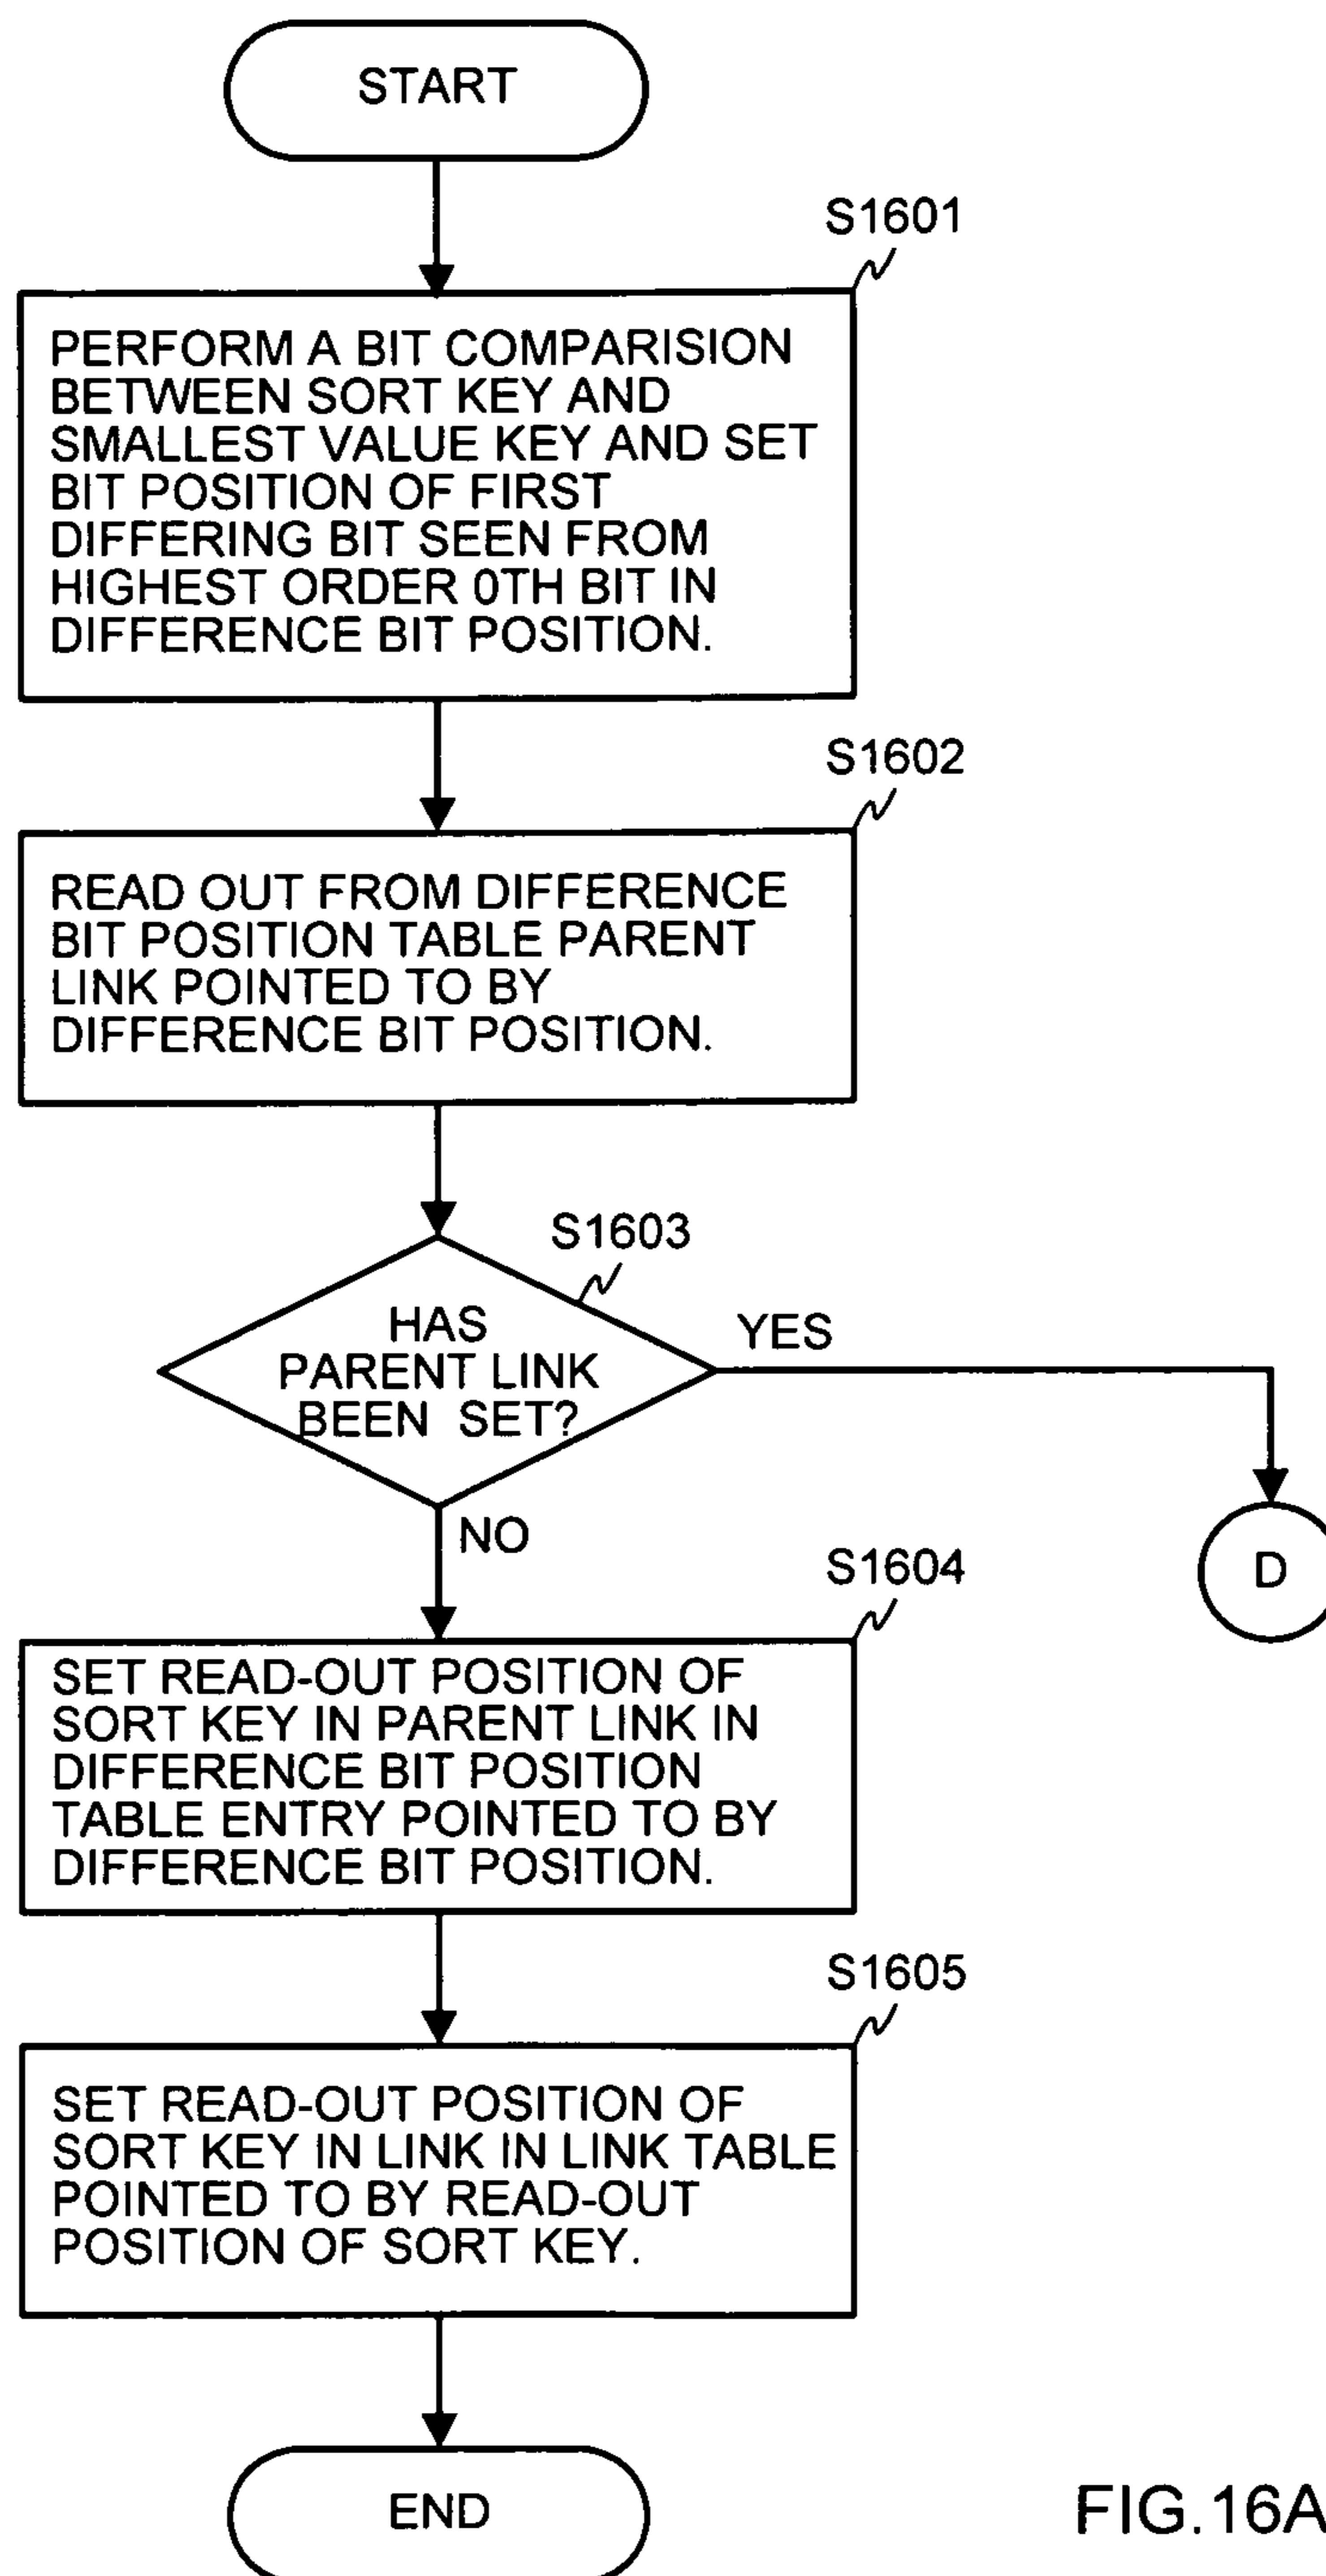 START
S1601
PERFORM A BIT COMPARISION
BETWEEN SORT KEY AND
SMALLEST VALUE KEY AND SET
BIT POSITION OF FIRST
DIFFERING BIT SEEN FROM
HIGHEST ORDER 0TH BIT IN
DIFFERENCE BIT POSITION.
S1602
READ OUT FROM DIFFERENCE
BIT POSITION TABLE PARENT
LINK POINTED TO BY
DIFFERENCE BIT POSITION.
S1603
HAS
PARENT LINK
BEEN SET?
YES
D
NO
S1604
SET READ-OUT POSITION OF
SORT KEY IN PARENT LINK IN
DIFFERENCE BIT POSITION
TABLE ENTRY POINTED TO BY
DIFFERENCE BIT POSITION.
S1605
SET READ-OUT POSITION OF
SORT KEY IN LINK IN LINK TABLE
POINTED TO BY READ-OUT
POSITION OF SORT KEY.
END
FIG.16A